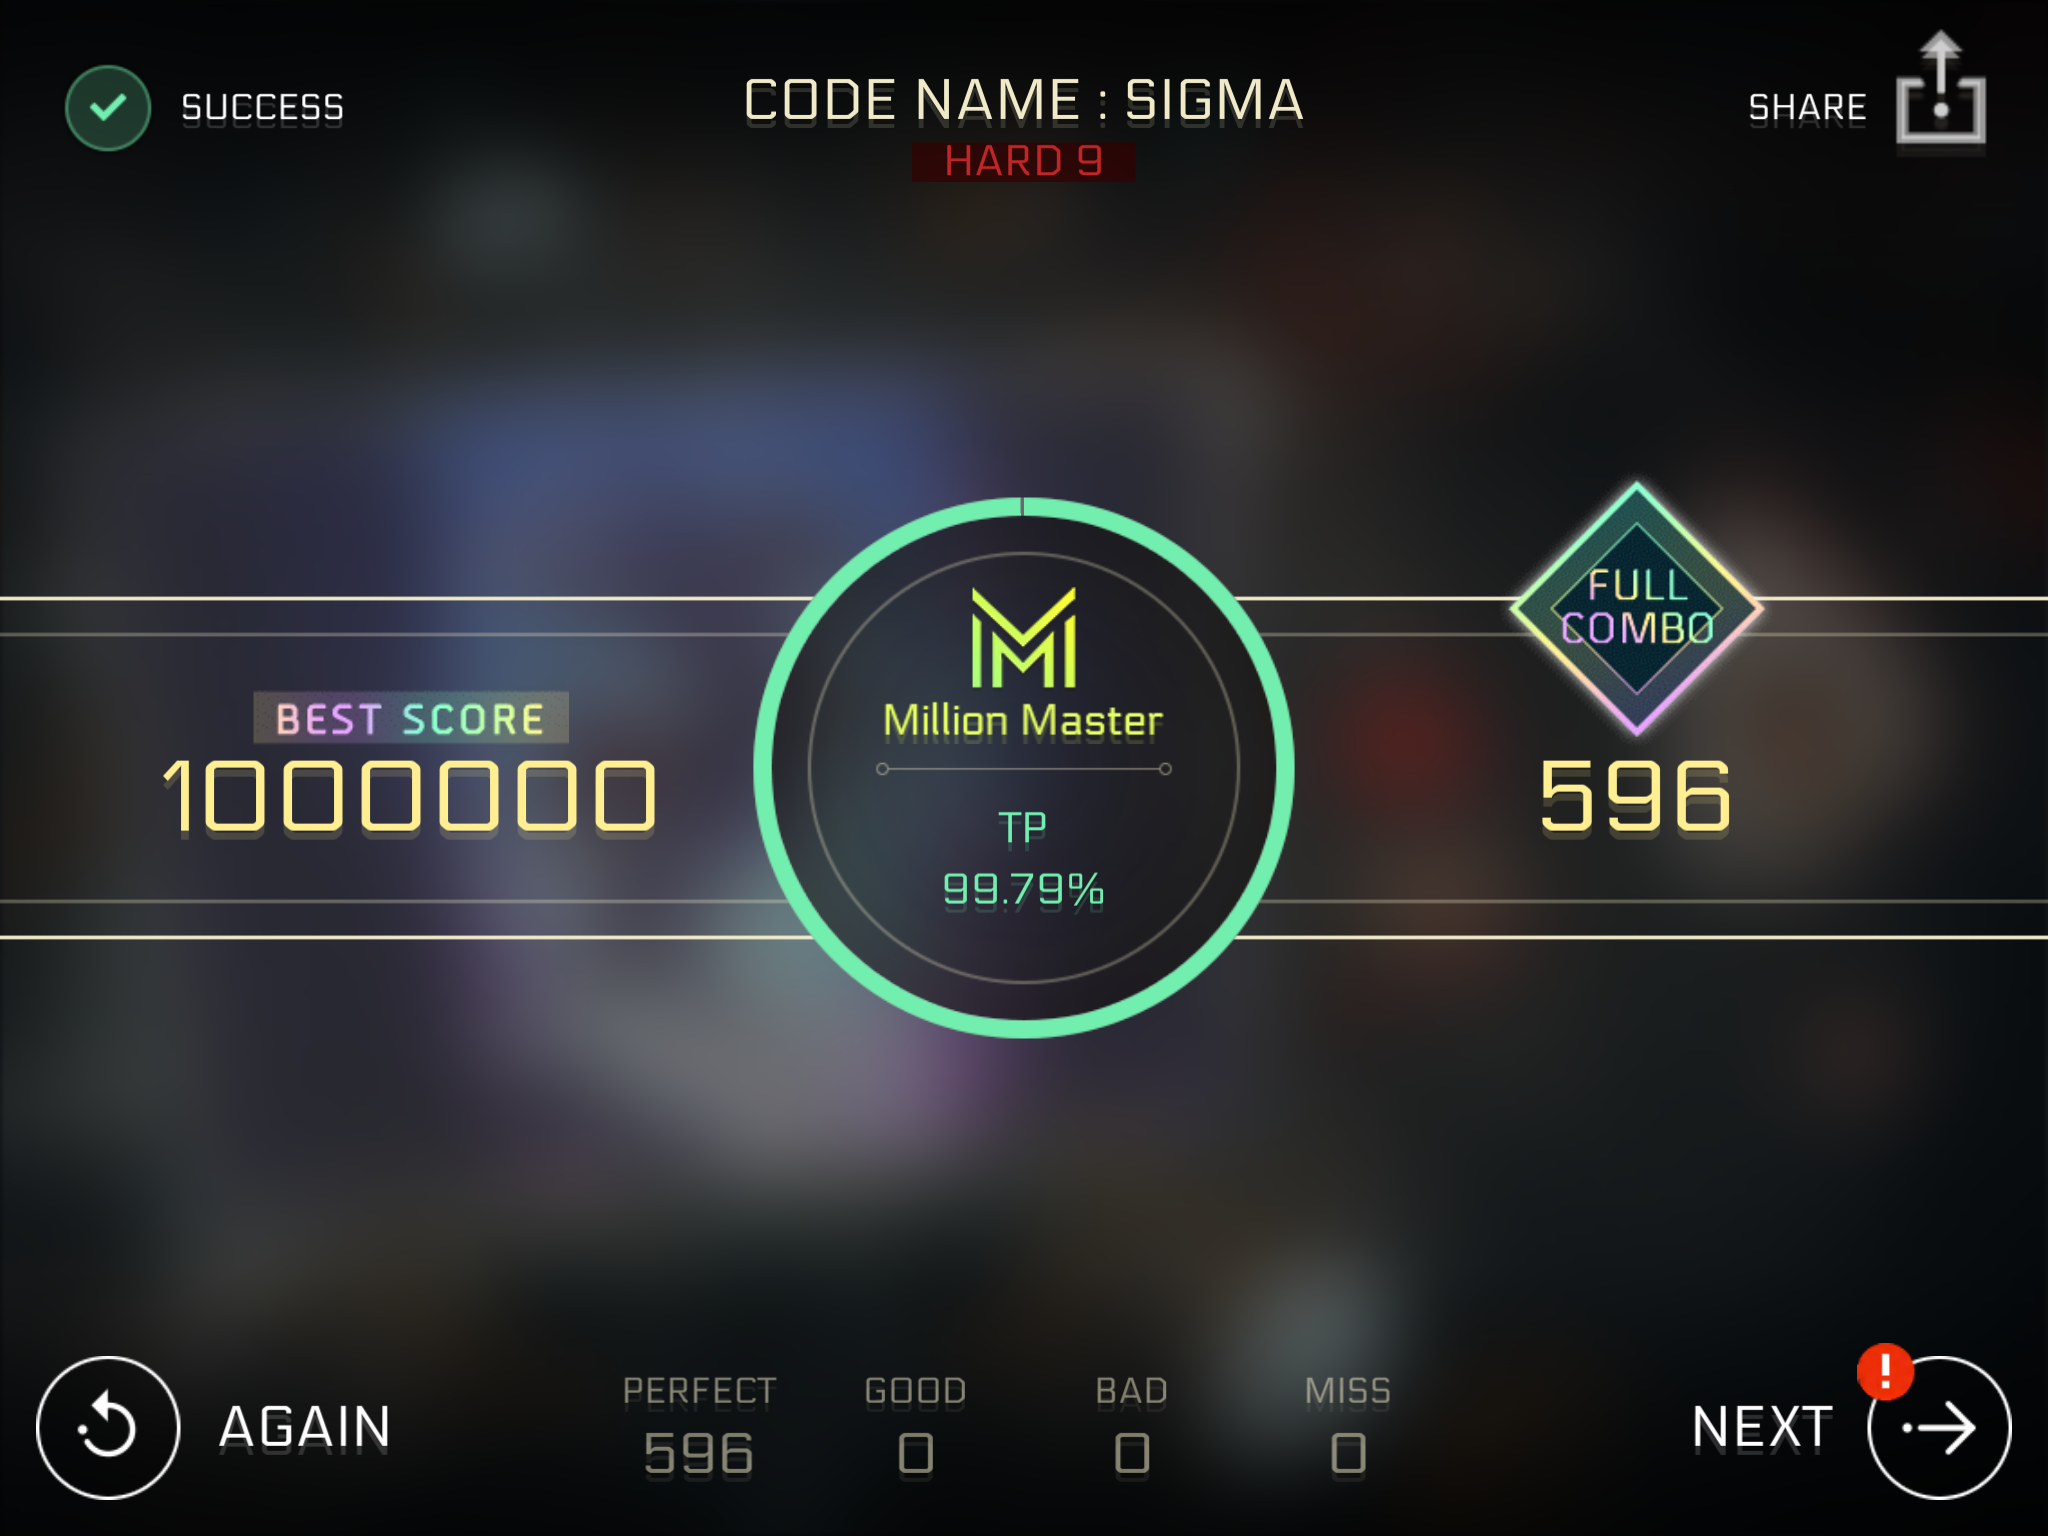 SUCCESS
CODE NAME : SIGMA
HARD 9
SHARE
FULL
COMBO
Million Master
BEST SCORE
1000000
596
TP
99.79%
AGAIN
PERFECT GOOD BAD MISS
596 0 0 0
NEXT
!